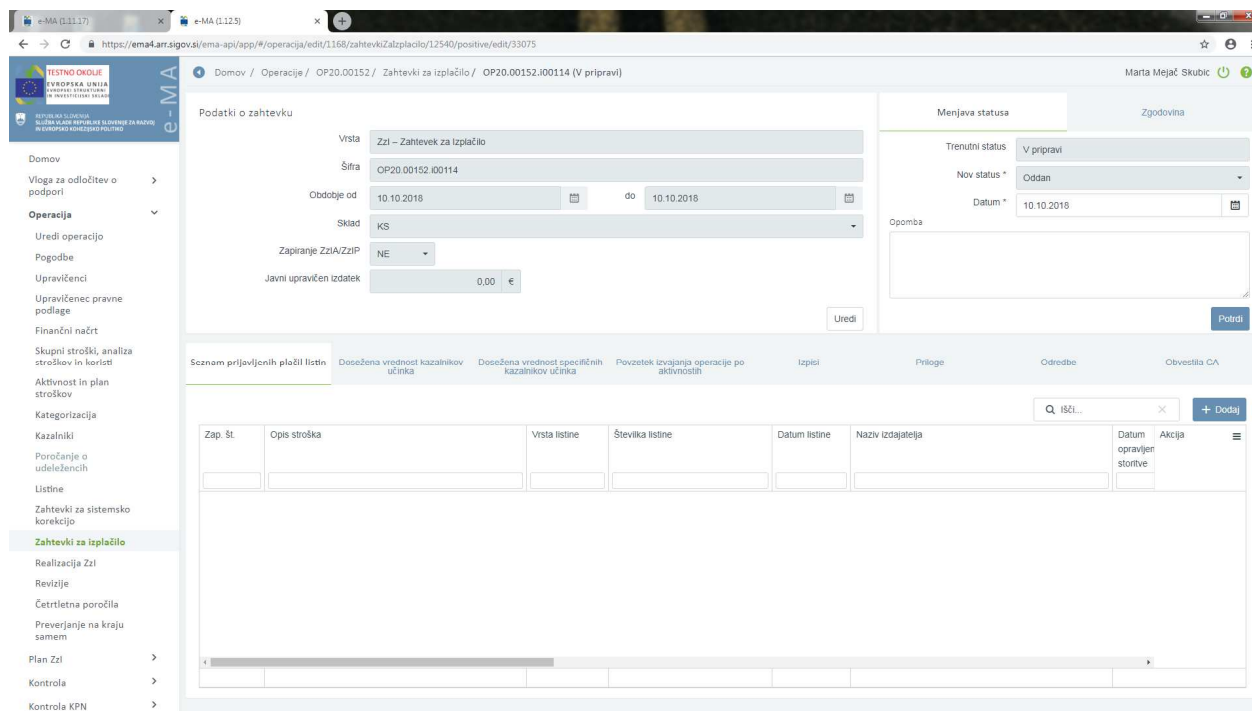 e-MA (1.11.17)
e-MA (1.12.5)
https://ema4.arr.sigov.si/ema-api/app/#/operacija/edit/1168/zahtevkiZaIzplacilo/12540/positive/edit/33075
TESTNO OKOLJE
EVROPSKA UNIJA
EVROPSKI STRUKTURNI
IN INVESTICIJSKI SKLADI
REPUBLIKA SLOVENIJA
SLUŽBA VLADE REPUBLIKE SLOVENIJE ZA RAZVOJ
IN EVROPSKO KOHEZIJSKO POLITIKO
e-MA
Domov / Operacije / OP20.00152 / Zahtevki za izplačilo / OP20.00152.i00114 (V pripravi)
Marta Mejač Skubic
Domov
Vloga za odločitev o
podpori
Operacija
Uredi operacijo
Pogodbe
Upravičenci
Upravičenec pravne
podlage
Finančni načrt
Skupni stroški, analiza
stroškov in koristi
Aktivnost in plan
stroškov
Kategorizacija
Kazalniki
Poročanje o
udeležencih
Listine
Zahtevki za sistemsko
korekcijo
Zahtevki za izplačilo
Realizacija ZzI
Revizije
Četrtletna poročila
Preverjanje na kraju
samem
Plan ZzI
Kontrola
Kontrola KPN
Podatki o zahtevku
Vrsta ZzI – Zahtevek za izplačilo
Šifra OP20.00152.i00114
Obdobje od 10.10.2018 do 10.10.2018
Sklad KS
Zapiranje ZzIA/ZzIP NE
Javni upravičen izdatek 0,00 €
Uredi
Menjava statusa Zgodovina
Trenutni status V pripravi
Nov status * Oddan
Datum * 10.10.2018
Opomba
Potrdi
Seznam prijavljenih plačil listin
Dosežena vrednost kazalnikov
učinka
Dosežena vrednost specifičnih
kazalnikov učinka
Povzetek izvajanja operacije po
aktivnostih
Izpisi
Priloge
Odredbe
Obvestila CA
Išči...
+ Dodaj
Zap. št.
Opis stroška
Vrsta listine
Številka listine
Datum listine
Naziv izdajatelja
Datum
opravljen
storitve
Akcija